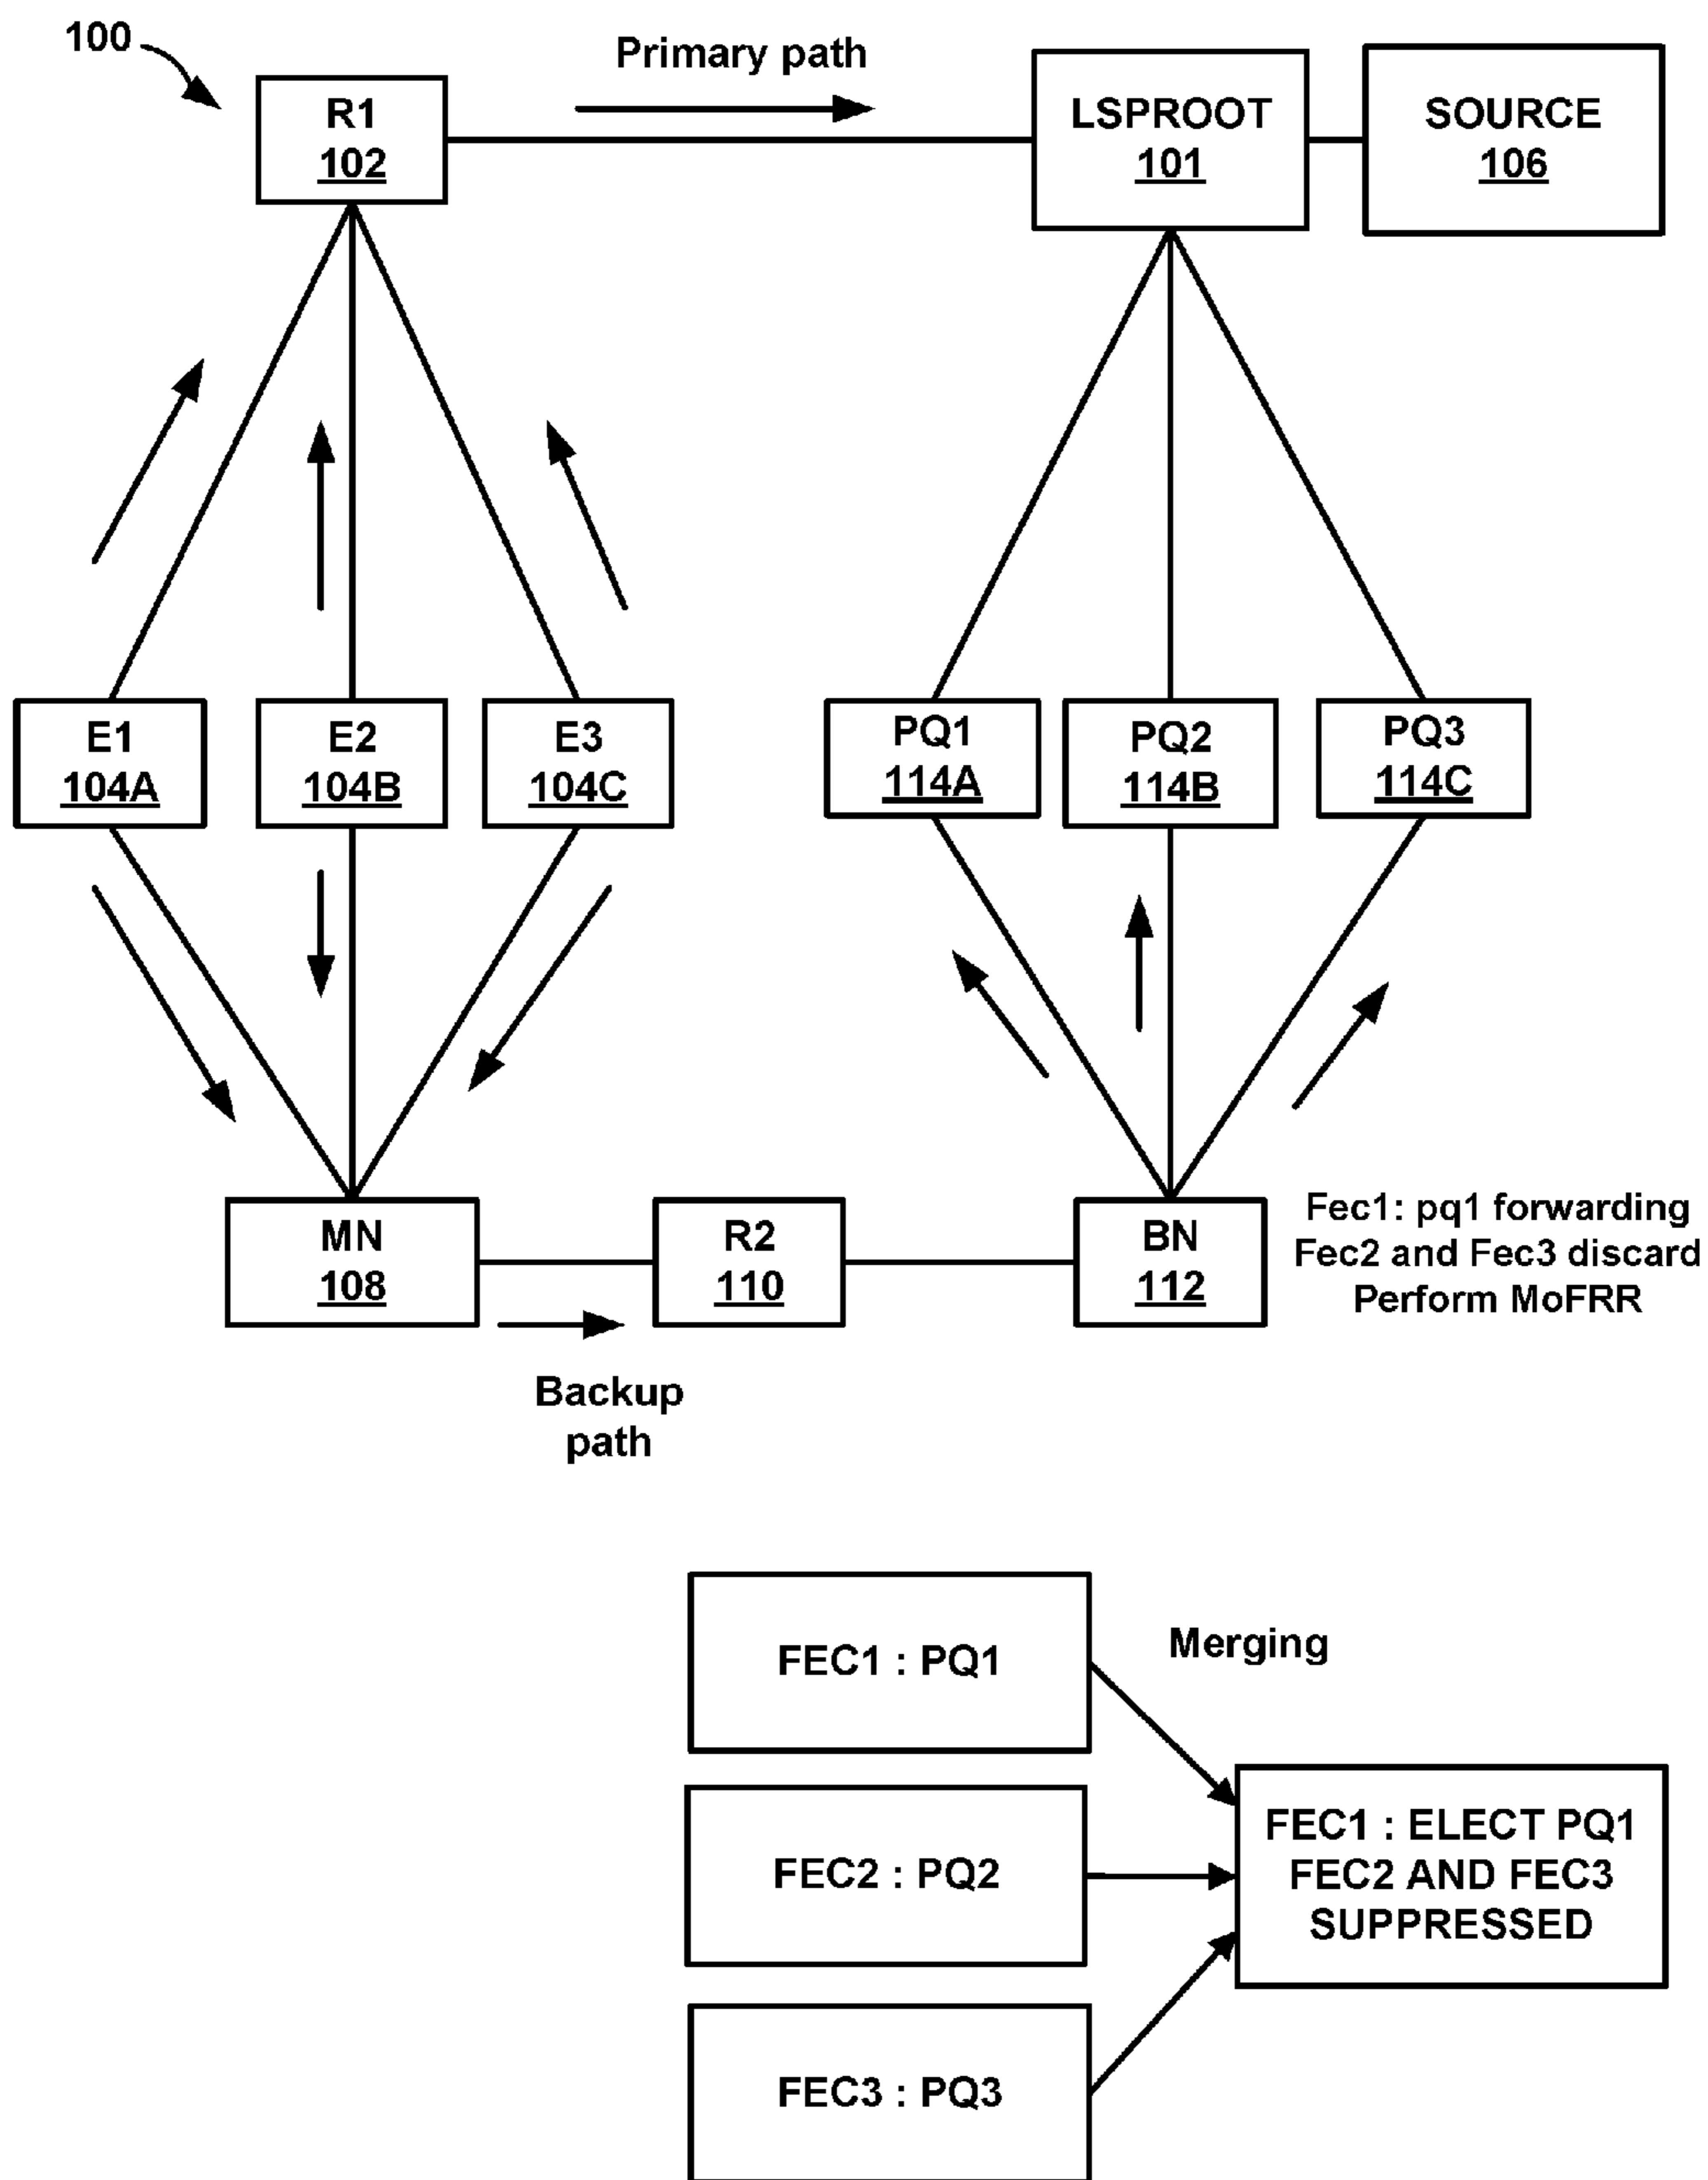 100
Primary path
R1
102
LSPROOT
101
SOURCE
106
E1
104A
E2
104B
E3
104C
PQ1
114A
PQ2
114B
PQ3
114C
MN
108
R2
110
BN
112
Fec1: pq1 forwarding
Fec2 and Fec3 discard
Perform MoFRR
Backup
path
FEC1 : PQ1
Merging
FEC2 : PQ2
FEC1 : ELECT PQ1
FEC2 AND FEC3
SUPPRESSED
FEC3 : PQ3